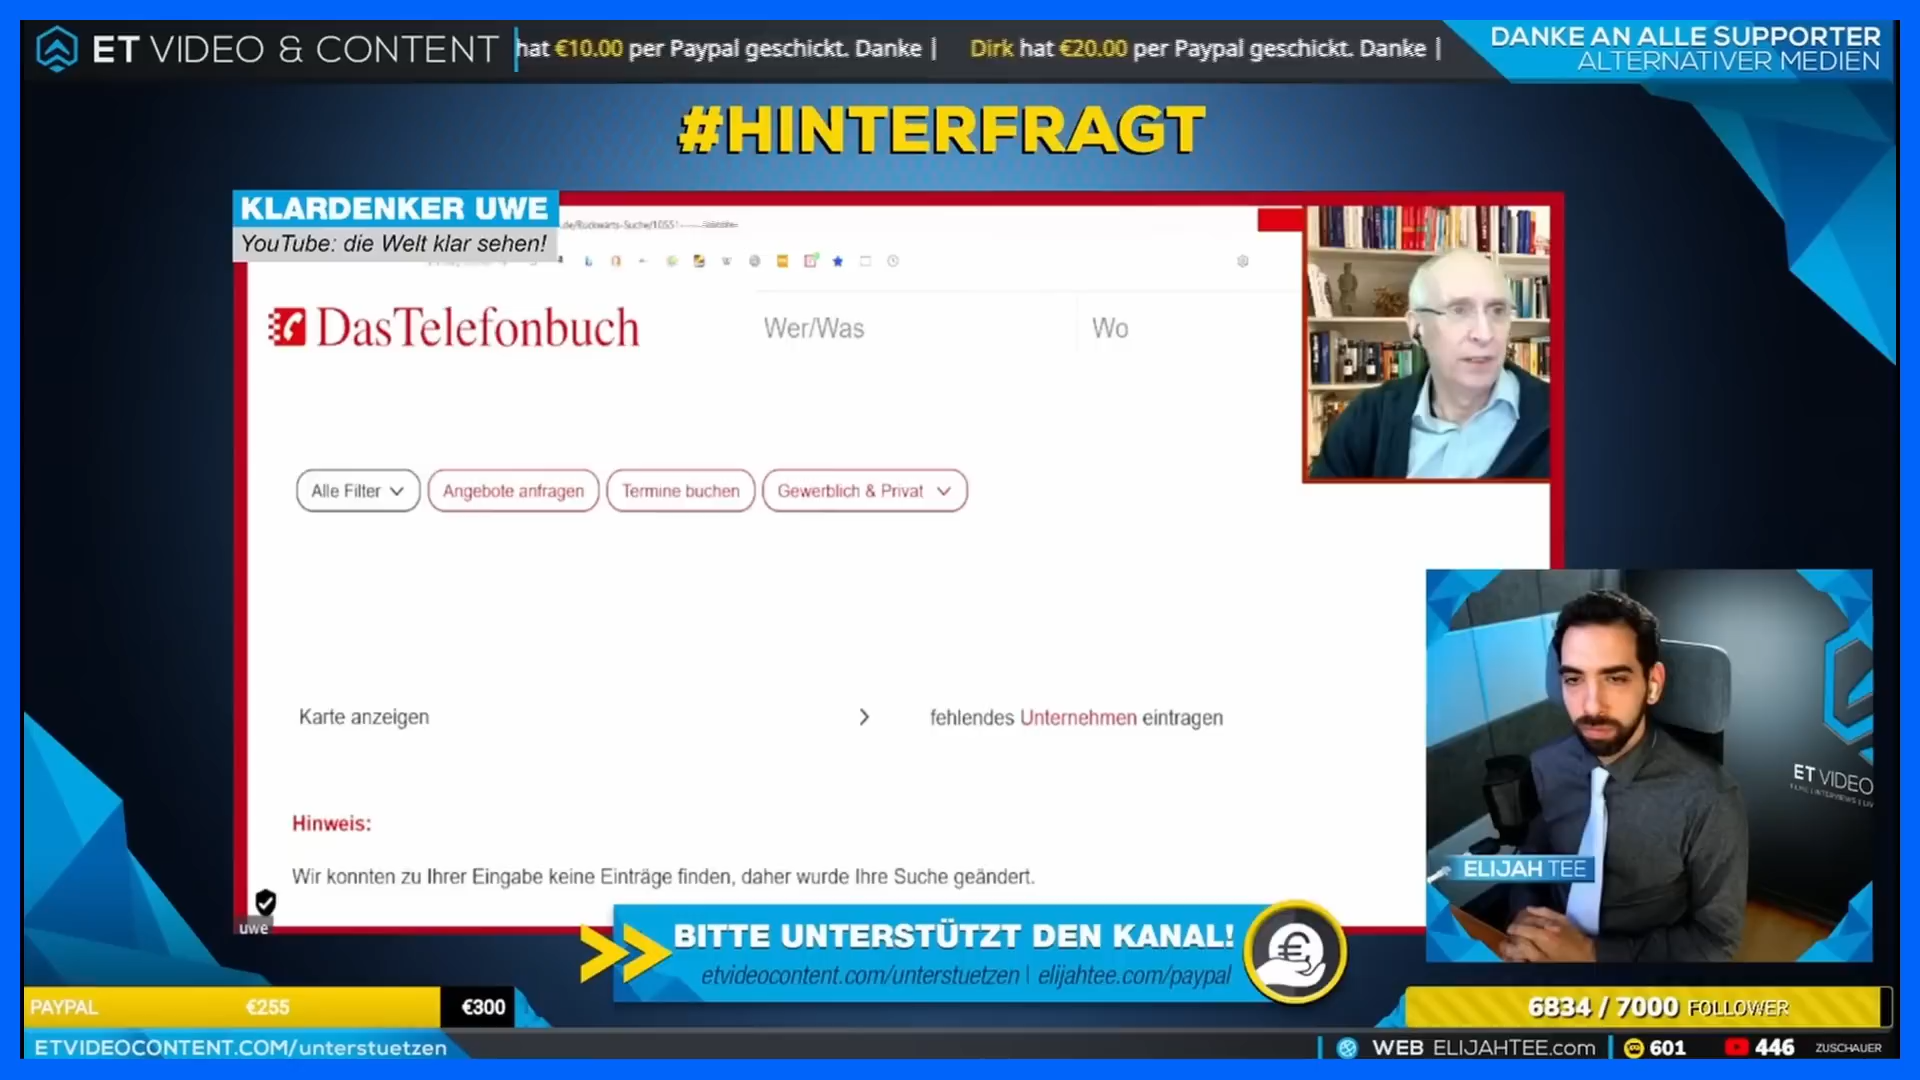 ET VIDEO & CONTENT
hat €10.00 per Paypal geschickt. Danke | Dirk hat €20.00 per Paypal geschickt. Danke |
DANKE AN ALLE SUPPORTER
ALTERNATIVER MEDIEN
#HINTERFRAGT
KLARDENKER UWE
YouTube: die Welt klar sehen!
DasTelefonbuch
Wer/Was
Wo
Alle Filter
Angebote anfragen
Termine buchen
Gewerblich & Privat
Karte anzeigen
fehlendes Unternehmen eintragen
Hinweis:
Wir konnten zu Ihrer Eingabe keine Einträge finden, daher wurde Ihre Suche geändert.
uwe
ET VIDEO
ELIJAH TEE
BITTE UNTERSTÜTZT DEN KANAL!
etvideocontent.com/unterstuetzen | elijahtee.com/paypal
PAYPAL €255 €300
6834 / 7000 FOLLOWER
ETVIDEOCONTENT.COM/unterstuetzen
WEB ELIJAHTEE.com
601
446 ZUSCHAUER